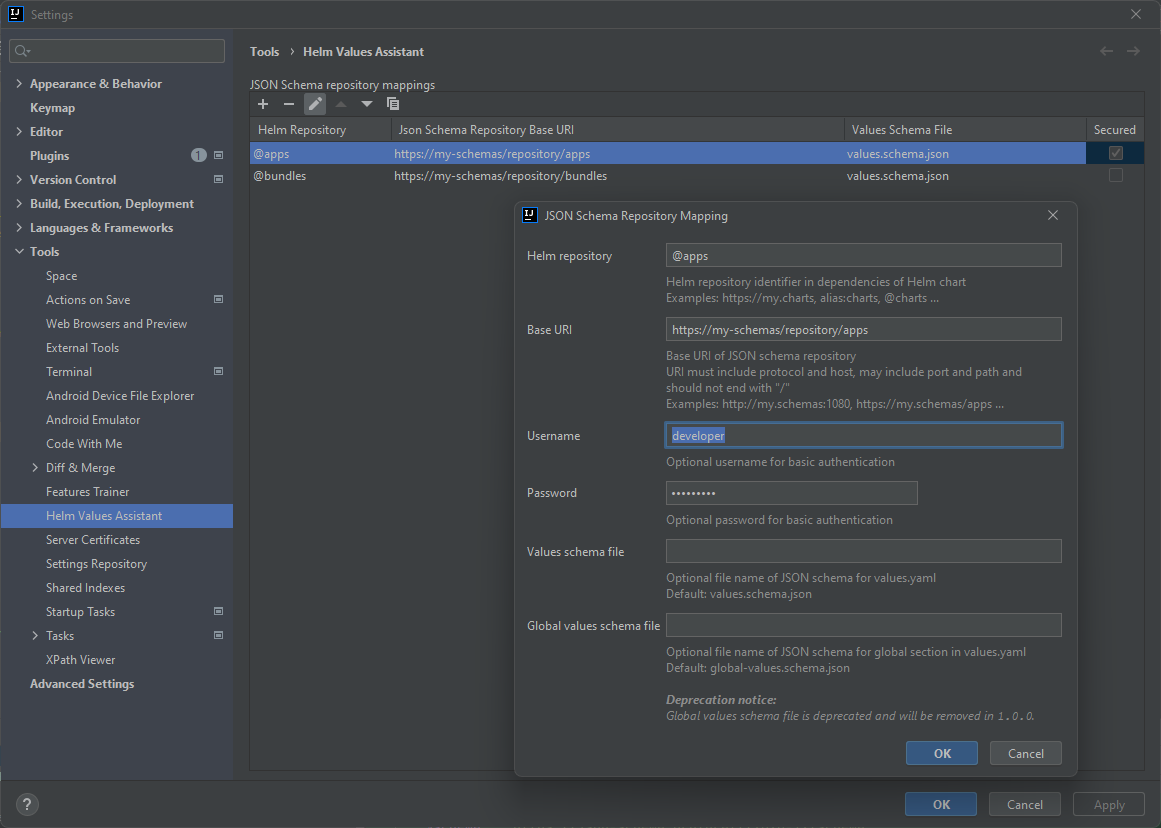 Settings
Tools › Helm Values Assistant
Appearance & Behavior
Keymap
Editor
Plugins 1
Version Control
Build, Execution, Deployment
Languages & Frameworks
Tools
Space
Actions on Save
Web Browsers and Preview
External Tools
Terminal
Android Device File Explorer
Android Emulator
Code With Me
Diff & Merge
Features Trainer
Helm Values Assistant
Server Certificates
Settings Repository
Shared Indexes
Startup Tasks
Tasks
XPath Viewer
Advanced Settings
JSON Schema repository mappings
Helm Repository Json Schema Repository Base URI Values Schema File Secured
@apps https://my-schemas/repository/apps values.schema.json
@bundles https://my-schemas/repository/bundles values.schema.json
JSON Schema Repository Mapping
Helm repository @apps
Helm repository identifier in dependencies of Helm chart
Examples: https://my.charts, alias:charts, @charts ...
Base URI https://my-schemas/repository/apps
Base URI of JSON schema repository
URI must include protocol and host, may include port and path and
should not end with "/"
Examples: http://my.schemas:1080, https://my.schemas/apps ...
Username developer
Optional username for basic authentication
Password •••••••••
Optional password for basic authentication
Values schema file
Optional file name of JSON schema for values.yaml
Default: values.schema.json
Global values schema file
Optional file name of JSON schema for global section in values.yaml
Default: global-values.schema.json
Deprecation notice:
Global values schema file is deprecated and will be removed in 1.0.0.
OK Cancel
? OK Cancel Apply